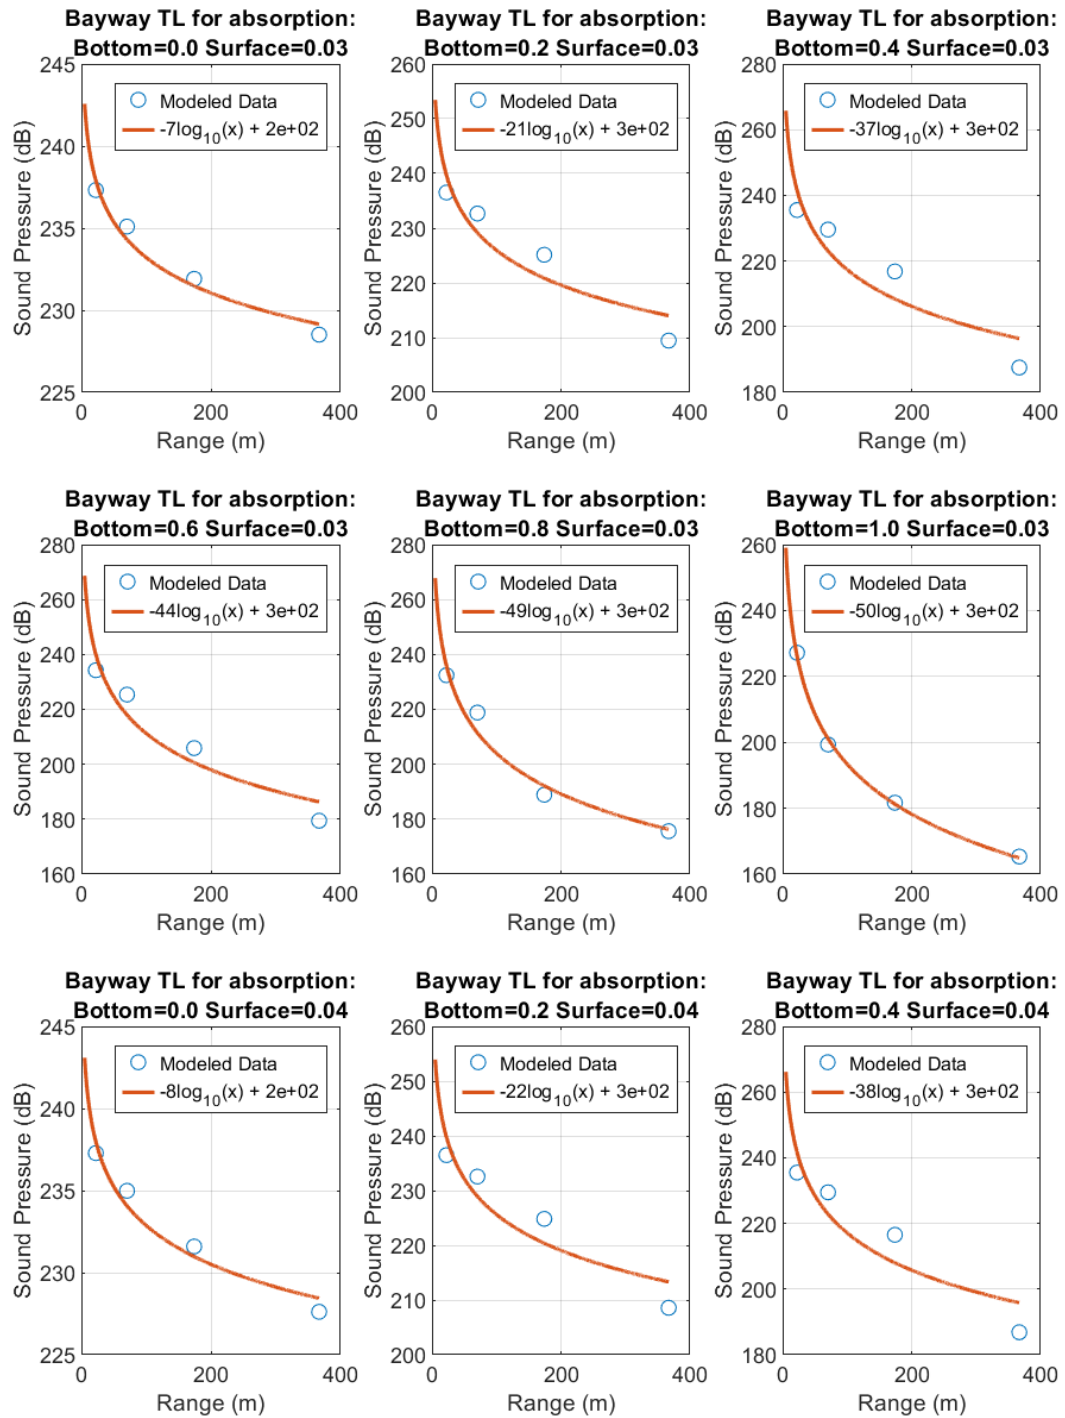 Bayway TL for absorption:
Bottom=0.0 Surface=0.03
245
240
235
230
225
Sound Pressure (dB)
Modeled Data
-7log10(x) + 2e+02
0
200
400
Range (m)
Bayway TL for absorption:
Bottom=0.2 Surface=0.03
260
250
240
230
220
210
200
Sound Pressure (dB)
Modeled Data
-21log10(x) + 3e+02
0
200
400
Range (m)
Bayway TL for absorption:
Bottom=0.4 Surface=0.03
280
260
240
220
200
180
Sound Pressure (dB)
Modeled Data
-37log10(x) + 3e+02
0
200
400
Range (m)
Bayway TL for absorption:
Bottom=0.6 Surface=0.03
280
260
240
220
200
180
160
Sound Pressure (dB)
Modeled Data
-44log10(x) + 3e+02
0
200
400
Range (m)
Bayway TL for absorption:
Bottom=0.8 Surface=0.03
280
260
240
220
200
180
160
Sound Pressure (dB)
Modeled Data
-49log10(x) + 3e+02
0
200
400
Range (m)
Bayway TL for absorption:
Bottom=1.0 Surface=0.03
260
240
220
200
180
160
Sound Pressure (dB)
Modeled Data
-50log10(x) + 3e+02
0
200
400
Range (m)
Bayway TL for absorption:
Bottom=0.0 Surface=0.04
245
240
235
230
225
Sound Pressure (dB)
Modeled Data
-8log10(x) + 2e+02
0
200
400
Range (m)
Bayway TL for absorption:
Bottom=0.2 Surface=0.04
260
250
240
230
220
210
200
Sound Pressure (dB)
Modeled Data
-22log10(x) + 3e+02
0
200
400
Range (m)
Bayway TL for absorption:
Bottom=0.4 Surface=0.04
280
260
240
220
200
180
Sound Pressure (dB)
Modeled Data
-38log10(x) + 3e+02
0
200
400
Range (m)